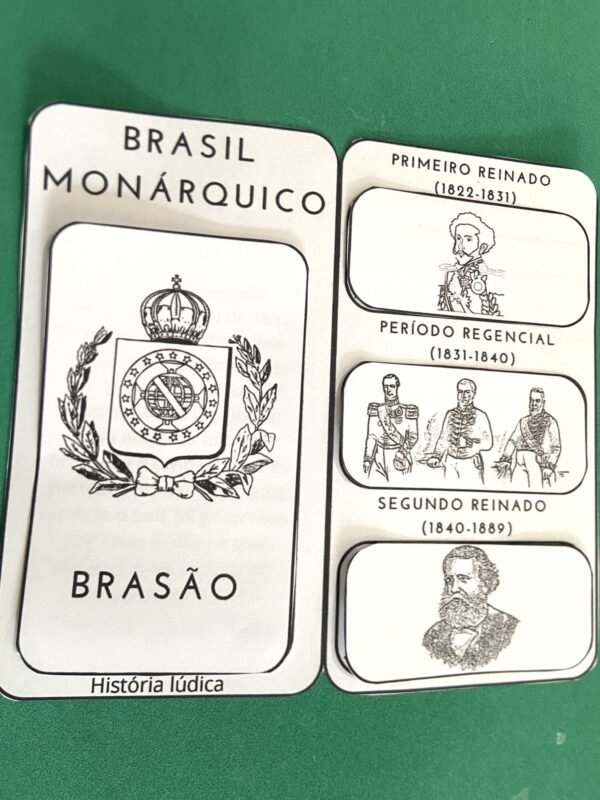 BRASIL
MONÁRQUICO
BRASÃO
História lúdica
PRIMEIRO REINADO
(1822-1831)
PERÍODO REGENCIAL
(1831-1840)
SEGUNDO REINADO
(1840-1889)